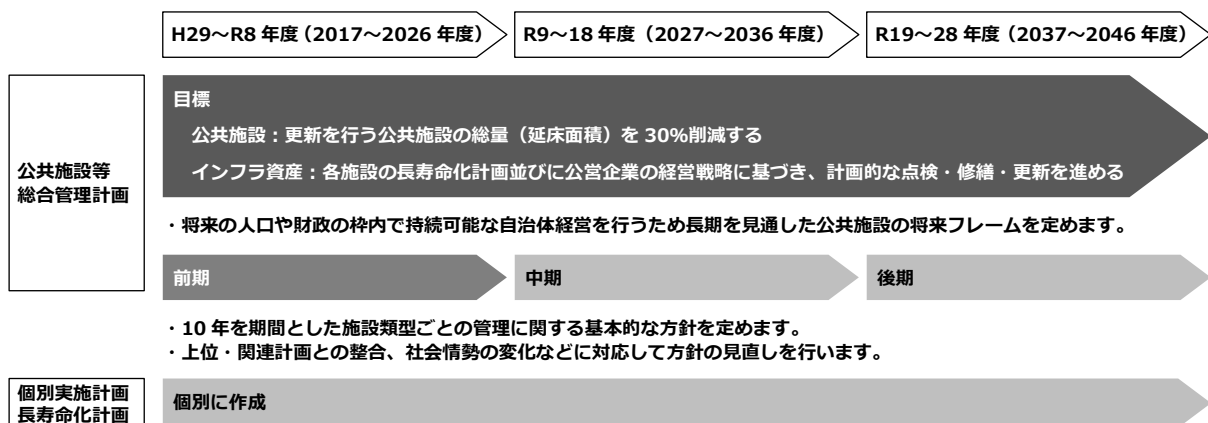 H29～R8 年度（2017～2026 年度）
R9～18 年度（2027～2036 年度）
R19～28 年度（2037～2046 年度）
公共施設等
総合管理計画
目標
公共施設：更新を行う公共施設の総量（延床面積）を 30%削減する
インフラ資産：各施設の長寿命化計画並びに公営企業の経営戦略に基づき、計画的な点検・修繕・更新を進める
・将来の人口や財政の枠内で持続可能な自治体経営を行うため長期を見通した公共施設の将来フレームを定めます。
前期
中期
後期
・10 年を期間とした施設類型ごとの管理に関する基本的な方針を定めます。
・上位・関連計画との整合、社会情勢の変化などに対応して方針の見直しを行います。
個別実施計画
長寿命化計画
個別に作成